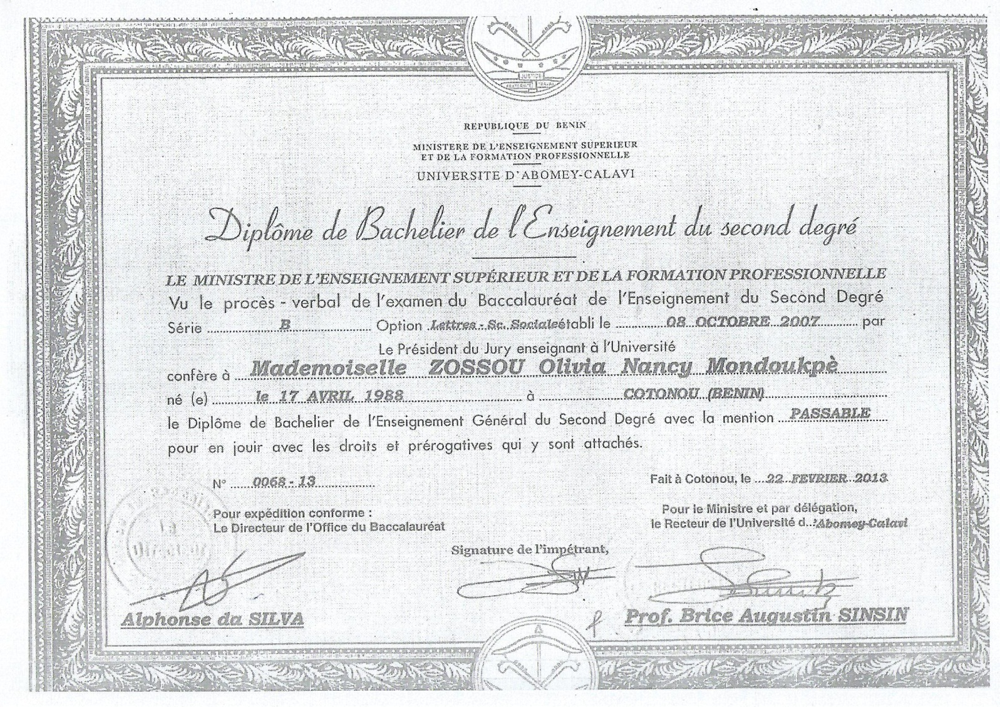 JUSTICE
FRATERNITE TRAVAIL
REPUBLIQUE DU BENIN
MINISTERE DE L'ENSEIGNEMENT SUPERIEUR
ET DE LA FORMATION PROFESSIONNELLE
UNIVERSITE D'ABOMEY-CALAVI
Diplôme de Bachelier de l'Enseignement du second degré
LE MINISTRE DE L'ENSEIGNEMENT SUPÉRIEUR ET DE LA FORMATION PROFESSIONNELLE
Vu le procès - verbal de l'examen du Baccalauréat de l'Enseignement du Second Degré
Série B Option Lettres - Sc. Sociales établi le 08 OCTOBRE 2007 par
Le Président du Jury enseignant à l'Université
confère à Mademoiselle ZOSSOU Olivia Nancy Mondoukpè
né (e) le 17 AVRIL 1988 à COTONOU (BENIN)
le Diplôme de Bachelier de l'Enseignement Général du Second Degré avec la mention PASSABLE
pour en jouir avec les droits et prérogatives qui y sont attachés.
N° 0068 - 13
Fait à Cotonou, le 22 FEVRIER 2013
Pour expédition conforme :
Le Directeur de l'Office du Baccalauréat
Pour le Ministre et par délégation,
le Recteur de l'Université d'Abomey-Calavi
Signature de l'impétrant,
Alphonse da SILVA
Prof. Brice Augustin SINSIN